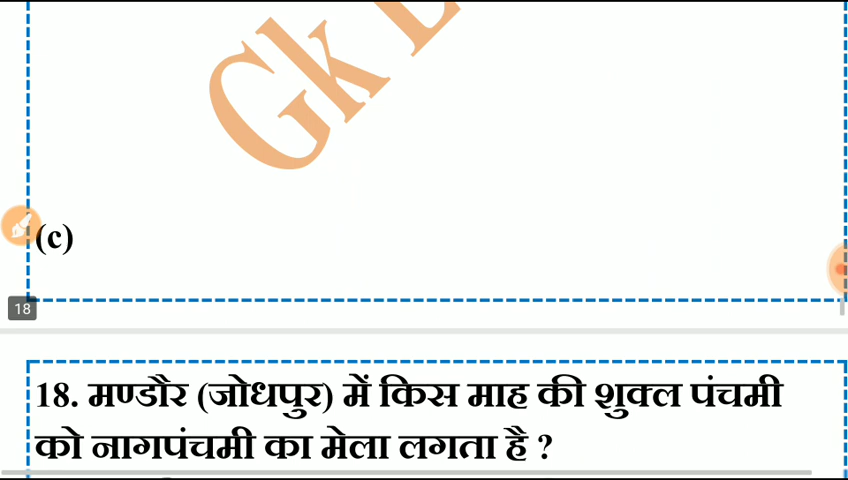 Gk
(c)
18
18. मण्डौर (जोधपुर) में किस माह की शुक्ल पंचमी
को नागपंचमी का मेला लगता है ?